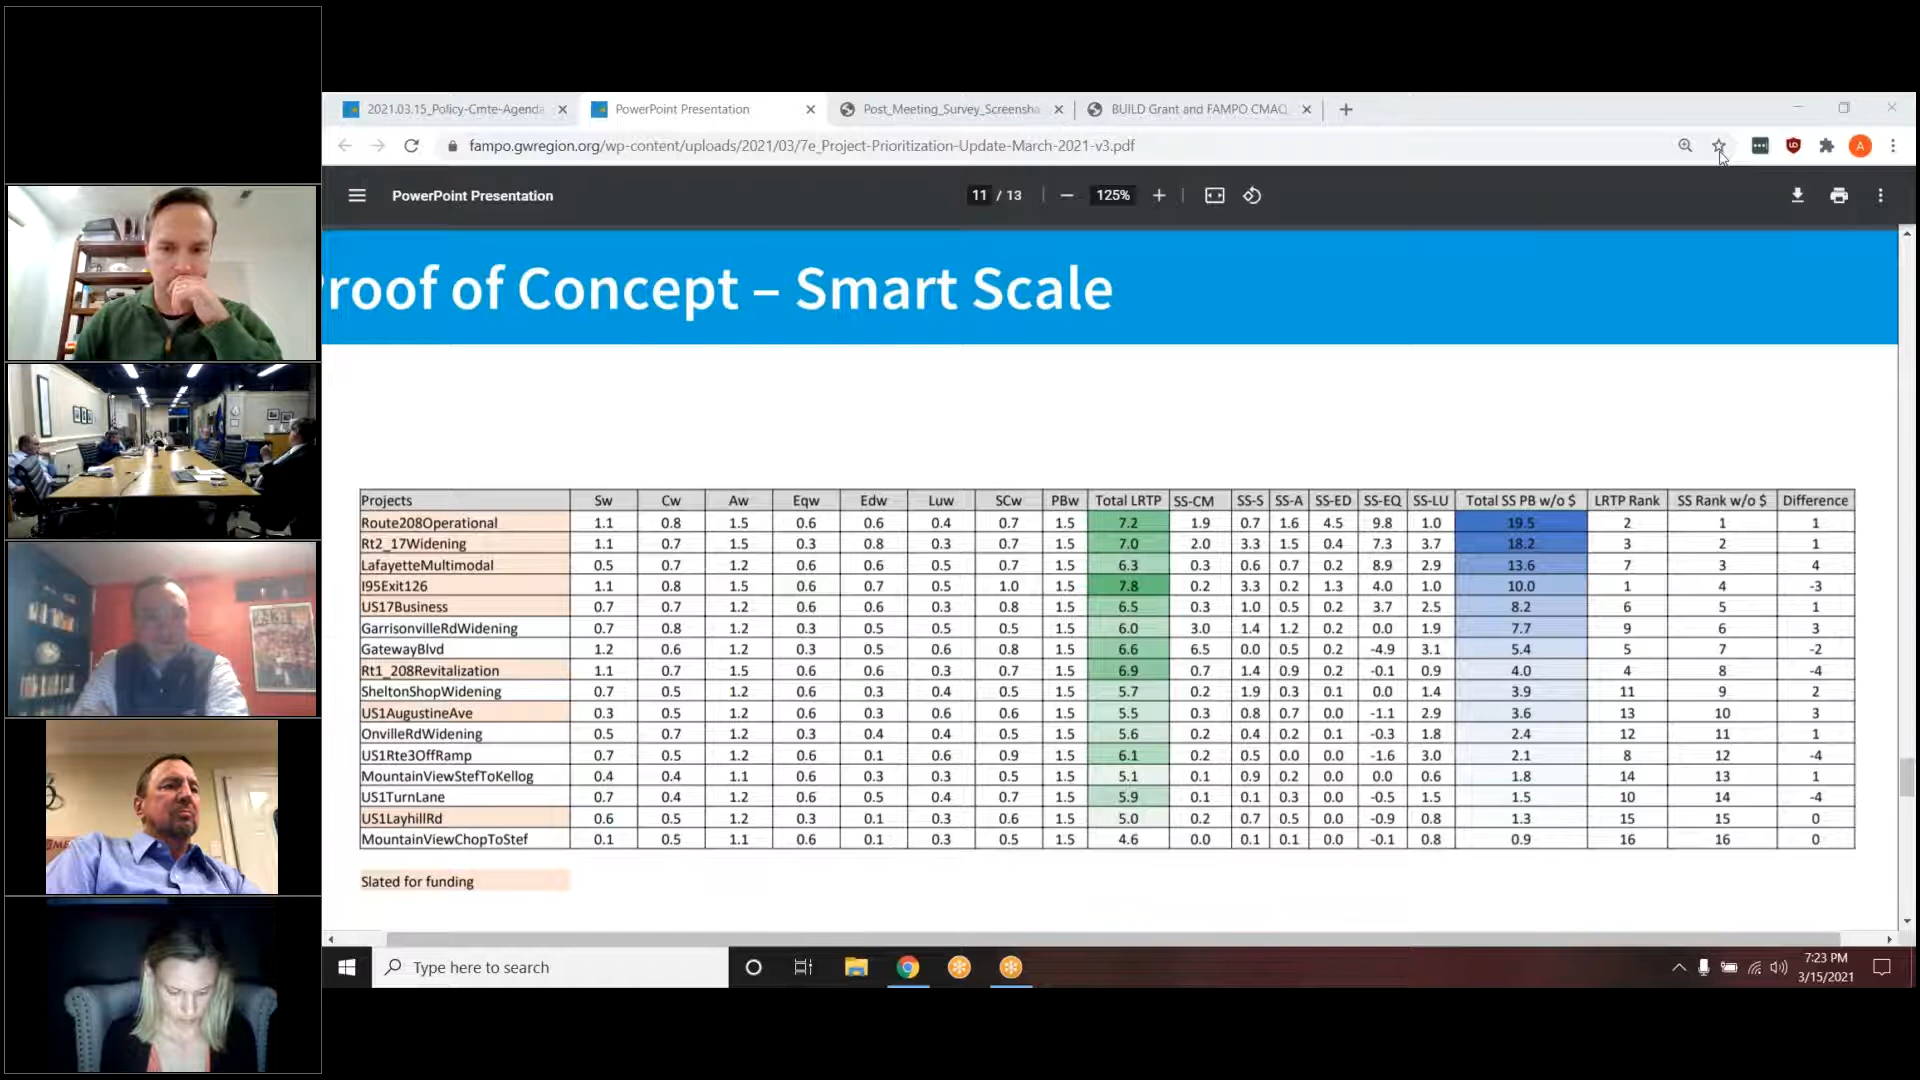 2021.03.15_Policy-Cmte-Agenda
PowerPoint Presentation
Post_Meeting_Survey_Screensha
BUILD Grant and FAMPO CMAQ
fampo.gwregion.org/wp-content/uploads/2021/03/7e_Project-Prioritization-Update-March-2021-v3.pdf
A
PowerPoint Presentation
11 / 13
125%
roof of Concept – Smart Scale
Projects Sw Cw Aw Eqw Edw Luw SCw PBw Total LRTP SS-CM SS-S SS-A SS-ED SS-EQ SS-LU Total SS PB w/o $ LRTP Rank SS Rank w/o $ Difference
Route208Operational 1.1 0.8 1.5 0.6 0.6 0.4 0.7 1.5 7.2 1.9 0.7 1.6 4.5 9.8 1.0 19.5 2 1 1
Rt2_17Widening 1.1 0.7 1.5 0.3 0.8 0.3 0.7 1.5 7.0 2.0 3.3 1.5 0.4 7.3 3.7 18.2 3 2 1
LafayetteMultimodal 0.5 0.7 1.2 0.6 0.6 0.5 0.7 1.5 6.3 0.3 0.6 0.7 0.2 8.9 2.9 13.6 7 3 4
I95Exit126 1.1 0.8 1.5 0.6 0.7 0.5 1.0 1.5 7.8 0.2 3.3 0.2 1.3 4.0 1.0 10.0 1 4 -3
US17Business 0.7 0.7 1.2 0.6 0.6 0.3 0.8 1.5 6.5 0.3 1.0 0.5 0.2 3.7 2.5 8.2 6 5 1
GarrisonvilleRdWidening 0.7 0.8 1.2 0.3 0.5 0.5 0.5 1.5 6.0 3.0 1.4 1.2 0.2 0.0 1.9 7.7 9 6 3
GatewayBlvd 1.2 0.6 1.2 0.3 0.5 0.6 0.8 1.5 6.6 6.5 0.0 0.5 0.2 -4.9 3.1 5.4 5 7 -2
Rt1_208Revitalization 1.1 0.7 1.5 0.6 0.6 0.3 0.7 1.5 6.9 0.7 1.4 0.9 0.2 -0.1 0.9 4.0 4 8 -4
SheltonShopWidening 0.7 0.5 1.2 0.6 0.3 0.4 0.5 1.5 5.7 0.2 1.9 0.3 0.1 0.0 1.4 3.9 11 9 2
US1AugustineAve 0.3 0.5 1.2 0.6 0.3 0.6 0.6 1.5 5.5 0.3 0.8 0.7 0.0 -1.1 2.9 3.6 13 10 3
OnvilleRdWidening 0.5 0.7 1.2 0.3 0.4 0.4 0.5 1.5 5.6 0.2 0.4 0.2 0.1 -0.3 1.8 2.4 12 11 1
US1Rte3OffRamp 0.7 0.5 1.2 0.6 0.1 0.6 0.9 1.5 6.1 0.2 0.5 0.0 0.0 -1.6 3.0 2.1 8 12 -4
MountainViewStefToKellog 0.4 0.4 1.1 0.6 0.3 0.3 0.5 1.5 5.1 0.1 0.9 0.2 0.0 0.0 0.6 1.8 14 13 1
US1TurnLane 0.7 0.4 1.2 0.6 0.5 0.4 0.7 1.5 5.9 0.1 0.1 0.3 0.0 -0.5 1.5 1.5 10 14 -4
US1LayhillRd 0.6 0.5 1.2 0.3 0.1 0.3 0.6 1.5 5.0 0.2 0.7 0.5 0.0 -0.9 0.8 1.3 15 15 0
MountainViewChopToStef 0.1 0.5 1.1 0.6 0.1 0.3 0.5 1.5 4.6 0.0 0.1 0.1 0.0 -0.1 0.8 0.9 16 16 0
Slated for funding
Type here to search
7:23 PM
3/15/2021